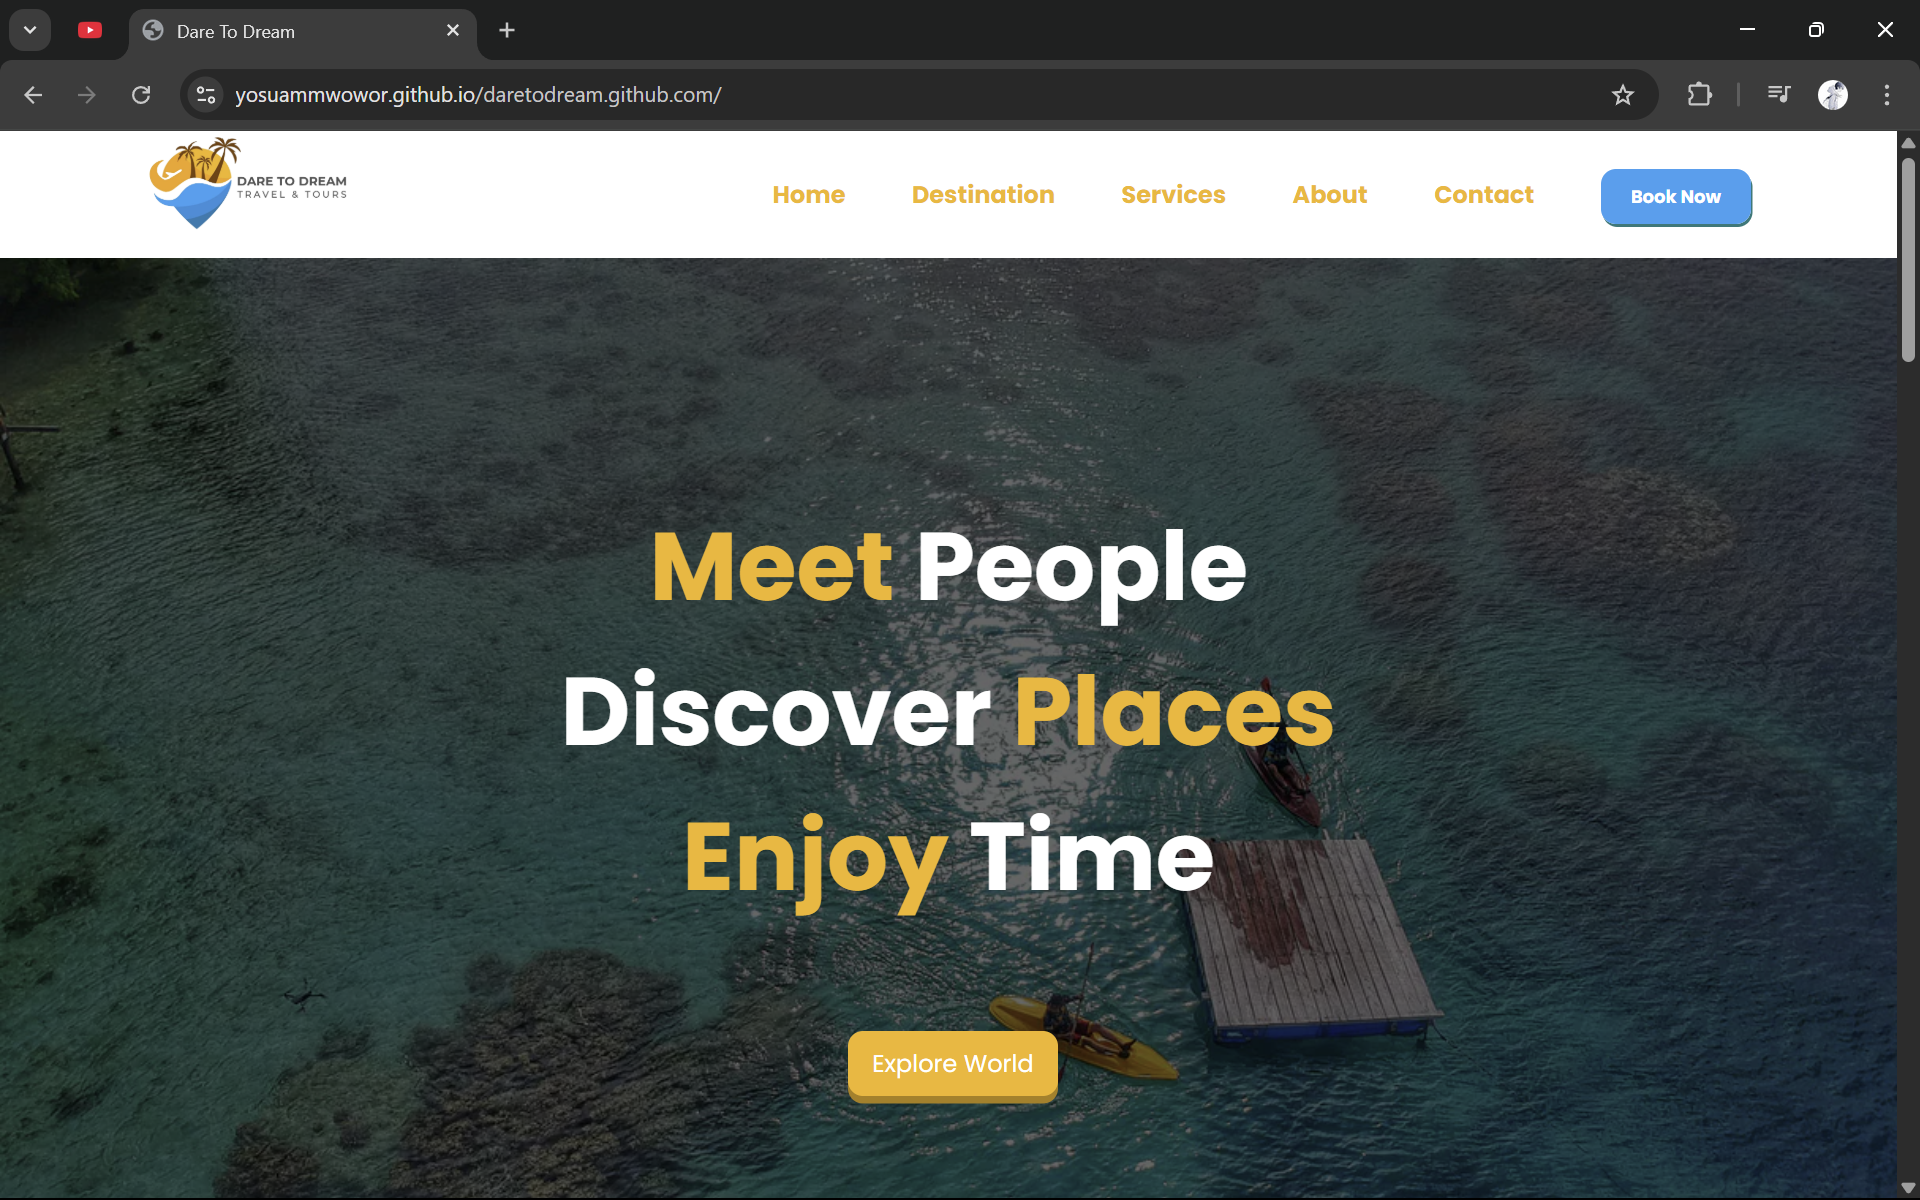 Dare To Dream
yosuammwowor.github.io/daretodream.github.com/
DARE TO DREAM
TRAVEL & TOURS
Home Destination Services About Contact Book Now
Meet People
Discover Places
Enjoy Time
Explore World